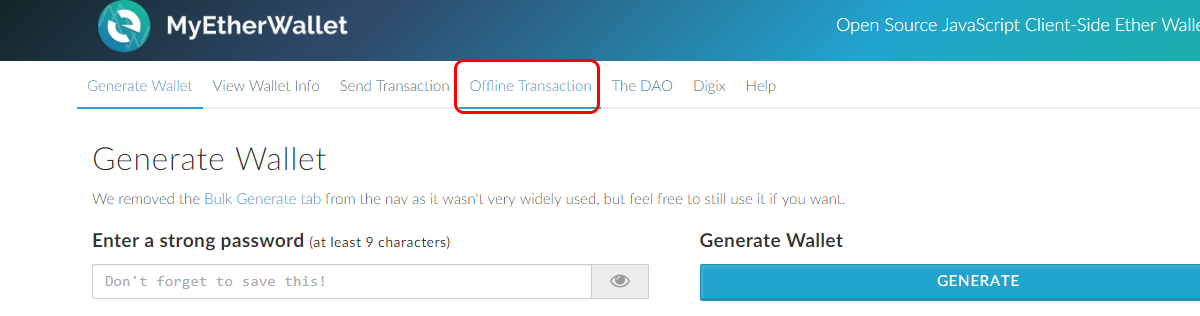 MyEtherWallet
Open Source JavaScript Client-Side Ether
Generate Wallet View Wallet Info Send Transaction Offline Transaction The DAO Digix Help
Generate Wallet
We removed the Bulk Generate tab from the nav as it wasn't very widely used, but feel free to still use it if you want.
Enter a strong password (at least 9 characters)
Generate Wallet
Don't forget to save this!
GENERATE